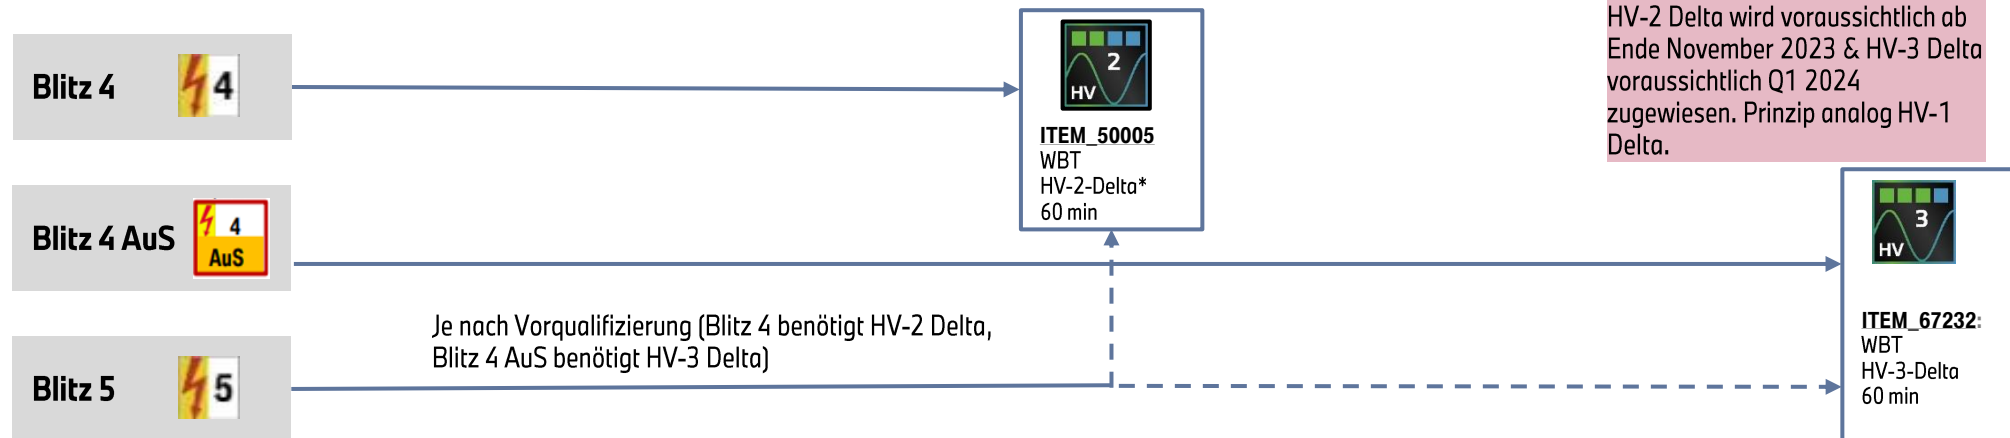 HV-2 Delta wird voraussichtlich ab
Ende November 2023 & HV-3 Delta
voraussichtlich Q1 2024
zugewiesen. Prinzip analog HV-1
Delta.
Blitz 4
4
2
HV
ITEM_50005
WBT
HV-2-Delta*
60 min
Blitz 4 AuS
4
AuS
3
HV
ITEM_67232:
WBT
HV-3-Delta
60 min
Je nach Vorqualifizierung (Blitz 4 benötigt HV-2 Delta,
Blitz 4 AuS benötigt HV-3 Delta)
Blitz 5
5